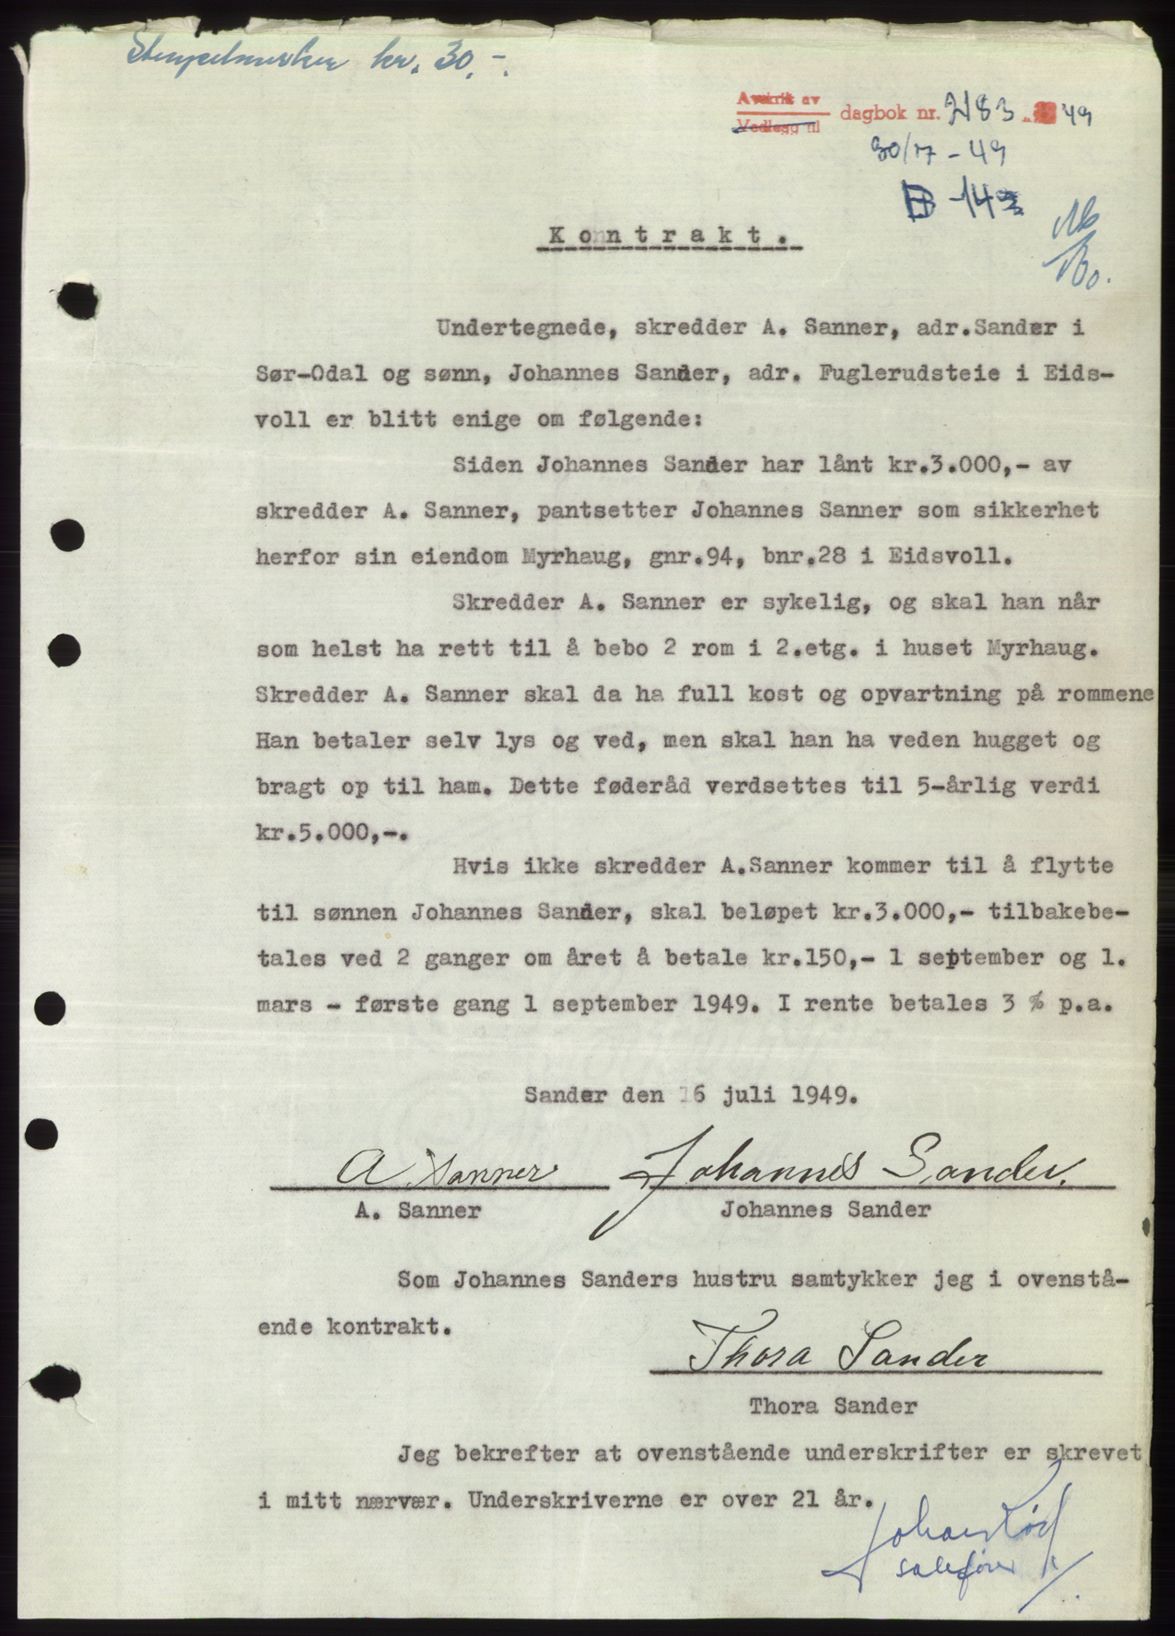 Stempelmerker kr. 30,-.
Avskrift av
Vedlegg til
dagbok nr. 2183 49
30/7 - 49
B -14
K o n t r a k t .
Undertegnede, skredder A. Sanner, adr.Sander i
Sør-Odal og sønn, Johannes Sander, adr. Fuglerudsteie i Eids-
voll er blitt enige om følgende:
Siden Johannes Sander har lånt kr.3.000,- av
skredder A. Sanner, pantsetter Johannes Sanner som sikkerhet
herfor sin eiendom Myrhaug, gnr.94, bnr.28 i Eidsvoll.
Skredder A. Sanner er sykelig, og skal han når
som helst ha rett til å bebo 2 rom i 2.etg. i huset Myrhaug.
Skredder A. Sanner skal da ha full kost og opvartning på rommene
Han betaler selv lys og ved, men skal han ha veden hugget og
bragt op til ham. Dette føderåd verdsettes til 5-årlig verdi
kr.5.000,-.
Hvis ikke skredder A.Sanner kommer til å flytte
til sønnen Johannes Sander, skal beløpet kr.3.000,- tilbakebe-
tales ved 2 ganger om året å betale kr.150,- 1 september og 1.
mars - første gang 1 september 1949. I rente betales 3 % p.a.
Sander den 16 juli 1949.
A. Sanner Johannes Sander.
A. Sanner Johannes Sander
Som Johannes Sanders hustru samtykker jeg i ovenstå-
ende kontrakt.
Thora Sander
Thora Sander
Jeg bekrefter at ovenstående underskrifter er skrevet
i mitt nærvær. Underskriverne er over 21 år.
Johan